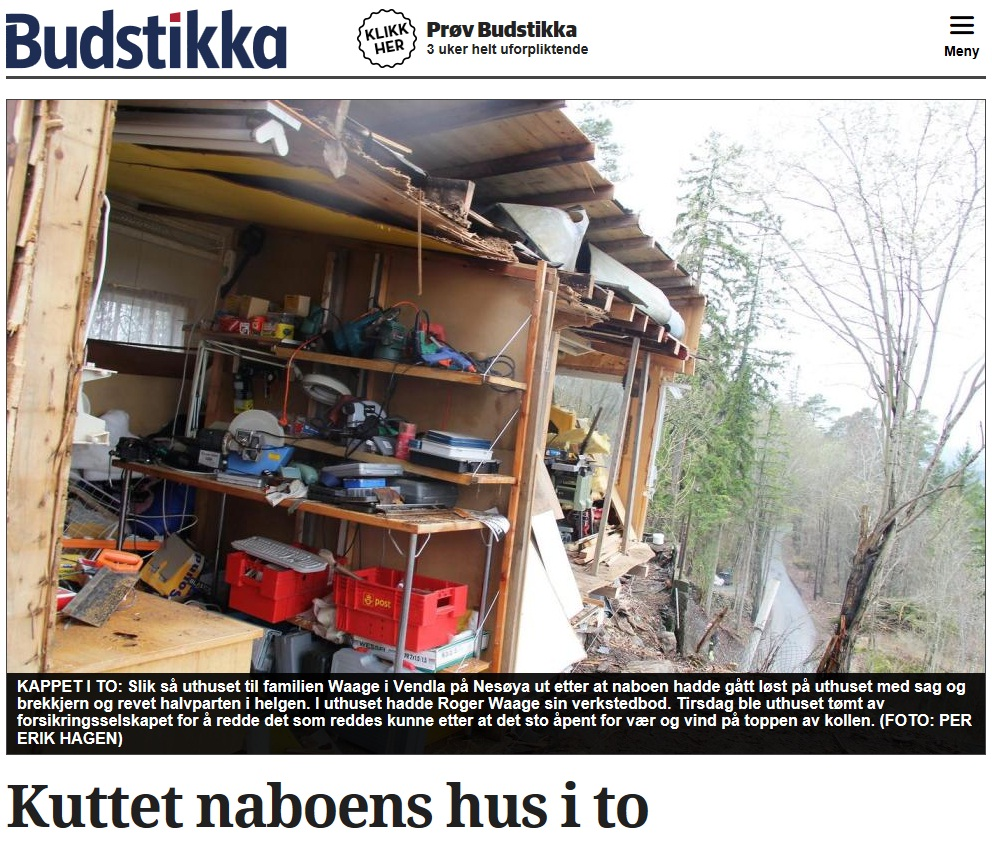 Budstikka
KLIKK
HER
Prøv Budstikka
3 uker helt uforpliktende
Meny
post
KAPPET I TO: Slik så uthuset til familien Waage i Vendla på Nesøya ut etter at naboen hadde gått løst på uthuset med sag og
brekkjern og revet halvparten i helgen. I uthuset hadde Roger Waage sin verkstedbod. Tirsdag ble uthuset tømt av
forsikringsselskapet for å redde det som reddes kunne etter at det sto åpent for vær og vind på toppen av kollen. (FOTO: PER
ERIK HAGEN)
Kuttet naboens hus i to